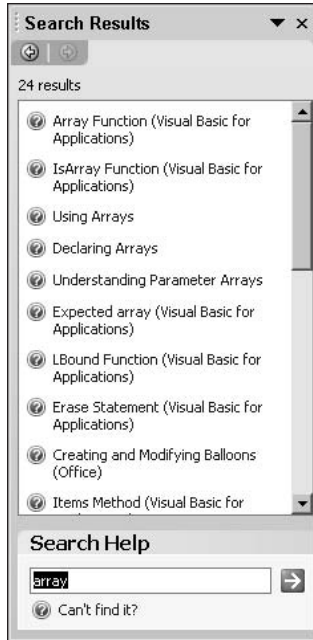 Search Results
24 results
Array Function (Visual Basic for
Applications)
IsArray Function (Visual Basic for
Applications)
Using Arrays
Declaring Arrays
Understanding Parameter Arrays
Expected array (Visual Basic for
Applications)
LBound Function (Visual Basic for
Applications)
Erase Statement (Visual Basic for
Applications)
Creating and Modifying Balloons
(Office)
Items Method (Visual Basic for
Search Help
array
Can't find it?